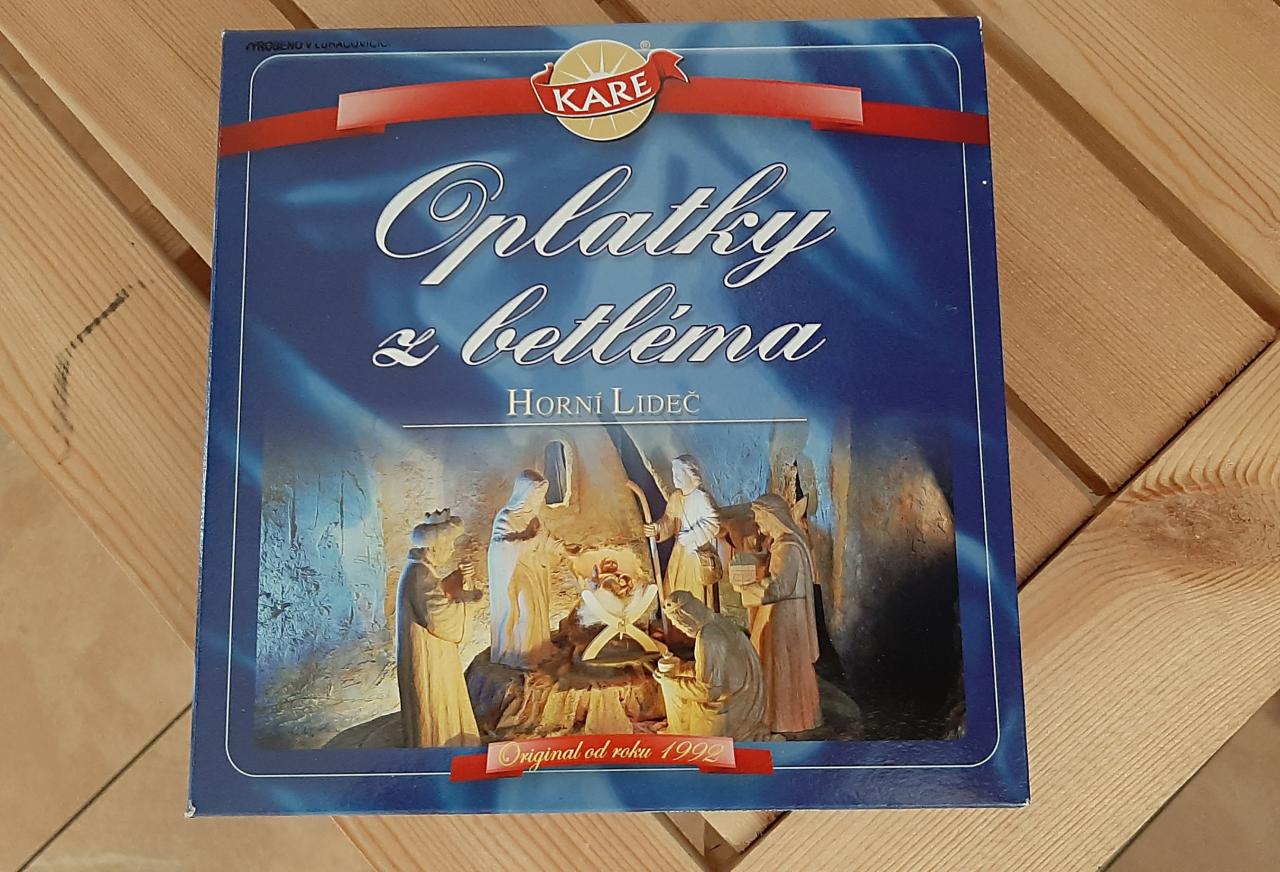 VYROBENO V LUHAČOVICÍCH
KARE®
Oplatky
z betléma
HORNÍ LIDEČ
Original od roku 1992